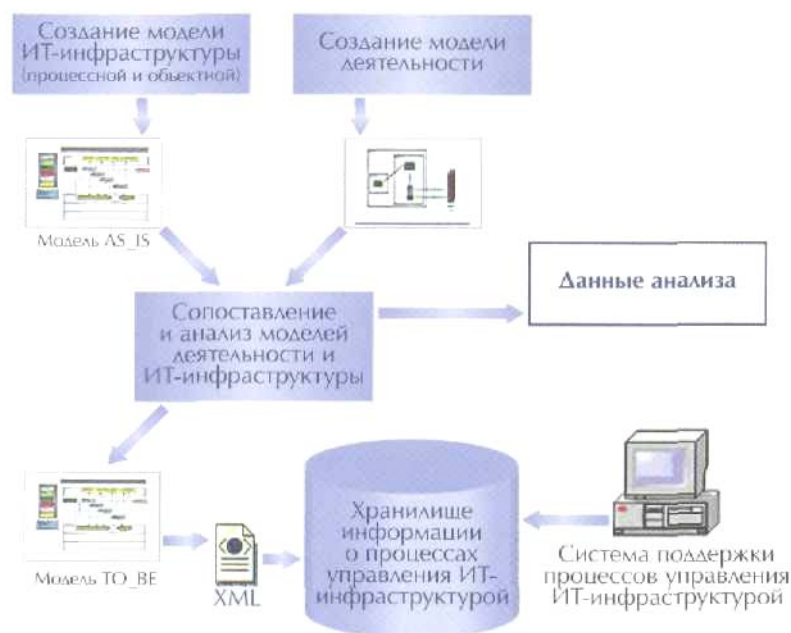 Создание модели
ИТ-инфраструктуры
(процессной и объектной)
Создание модели
деятельности
Модель AS_IS
Сопоставление
и анализ моделей
деятельности и
ИТ-инфраструктуры
Данные анализа
Модель TO_BE
XML
Хранилище
информации
о процессах
управления ИТ-
инфраструктурой
Система поддержки
процессов управления
ИТ-инфраструктурой